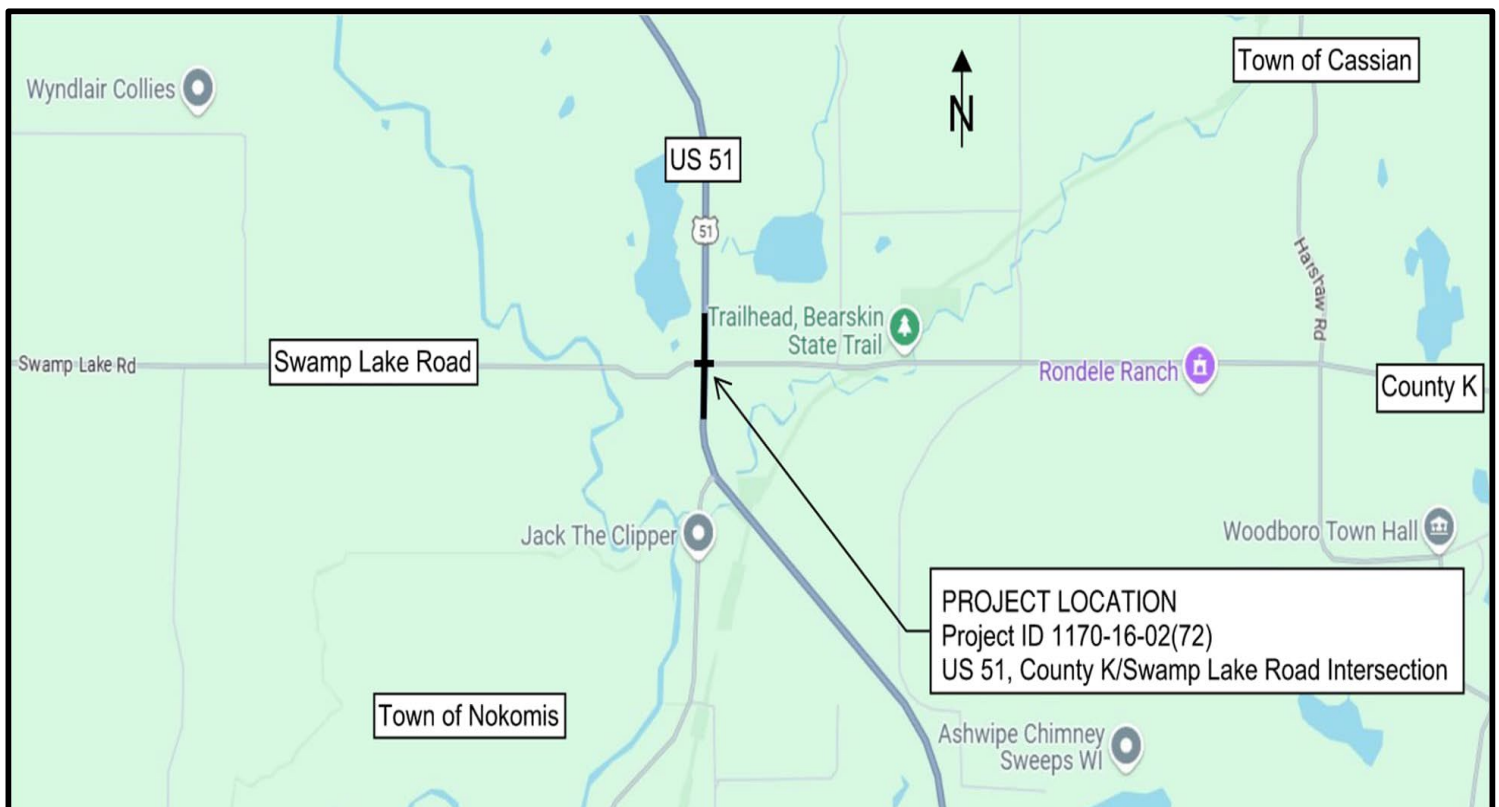 Town of Cassian
Wyndlair Collies
N
US 51
51
Harshaw Rd
Trailhead, Bearskin
State Trail
Swamp Lake Rd
Swamp Lake Road
Rondele Ranch
County K
Jack The Clipper
Woodboro Town Hall
PROJECT LOCATION
Project ID 1170-16-02(72)
US 51, County K/Swamp Lake Road Intersection
Town of Nokomis
Ashwipe Chimney
Sweeps WI